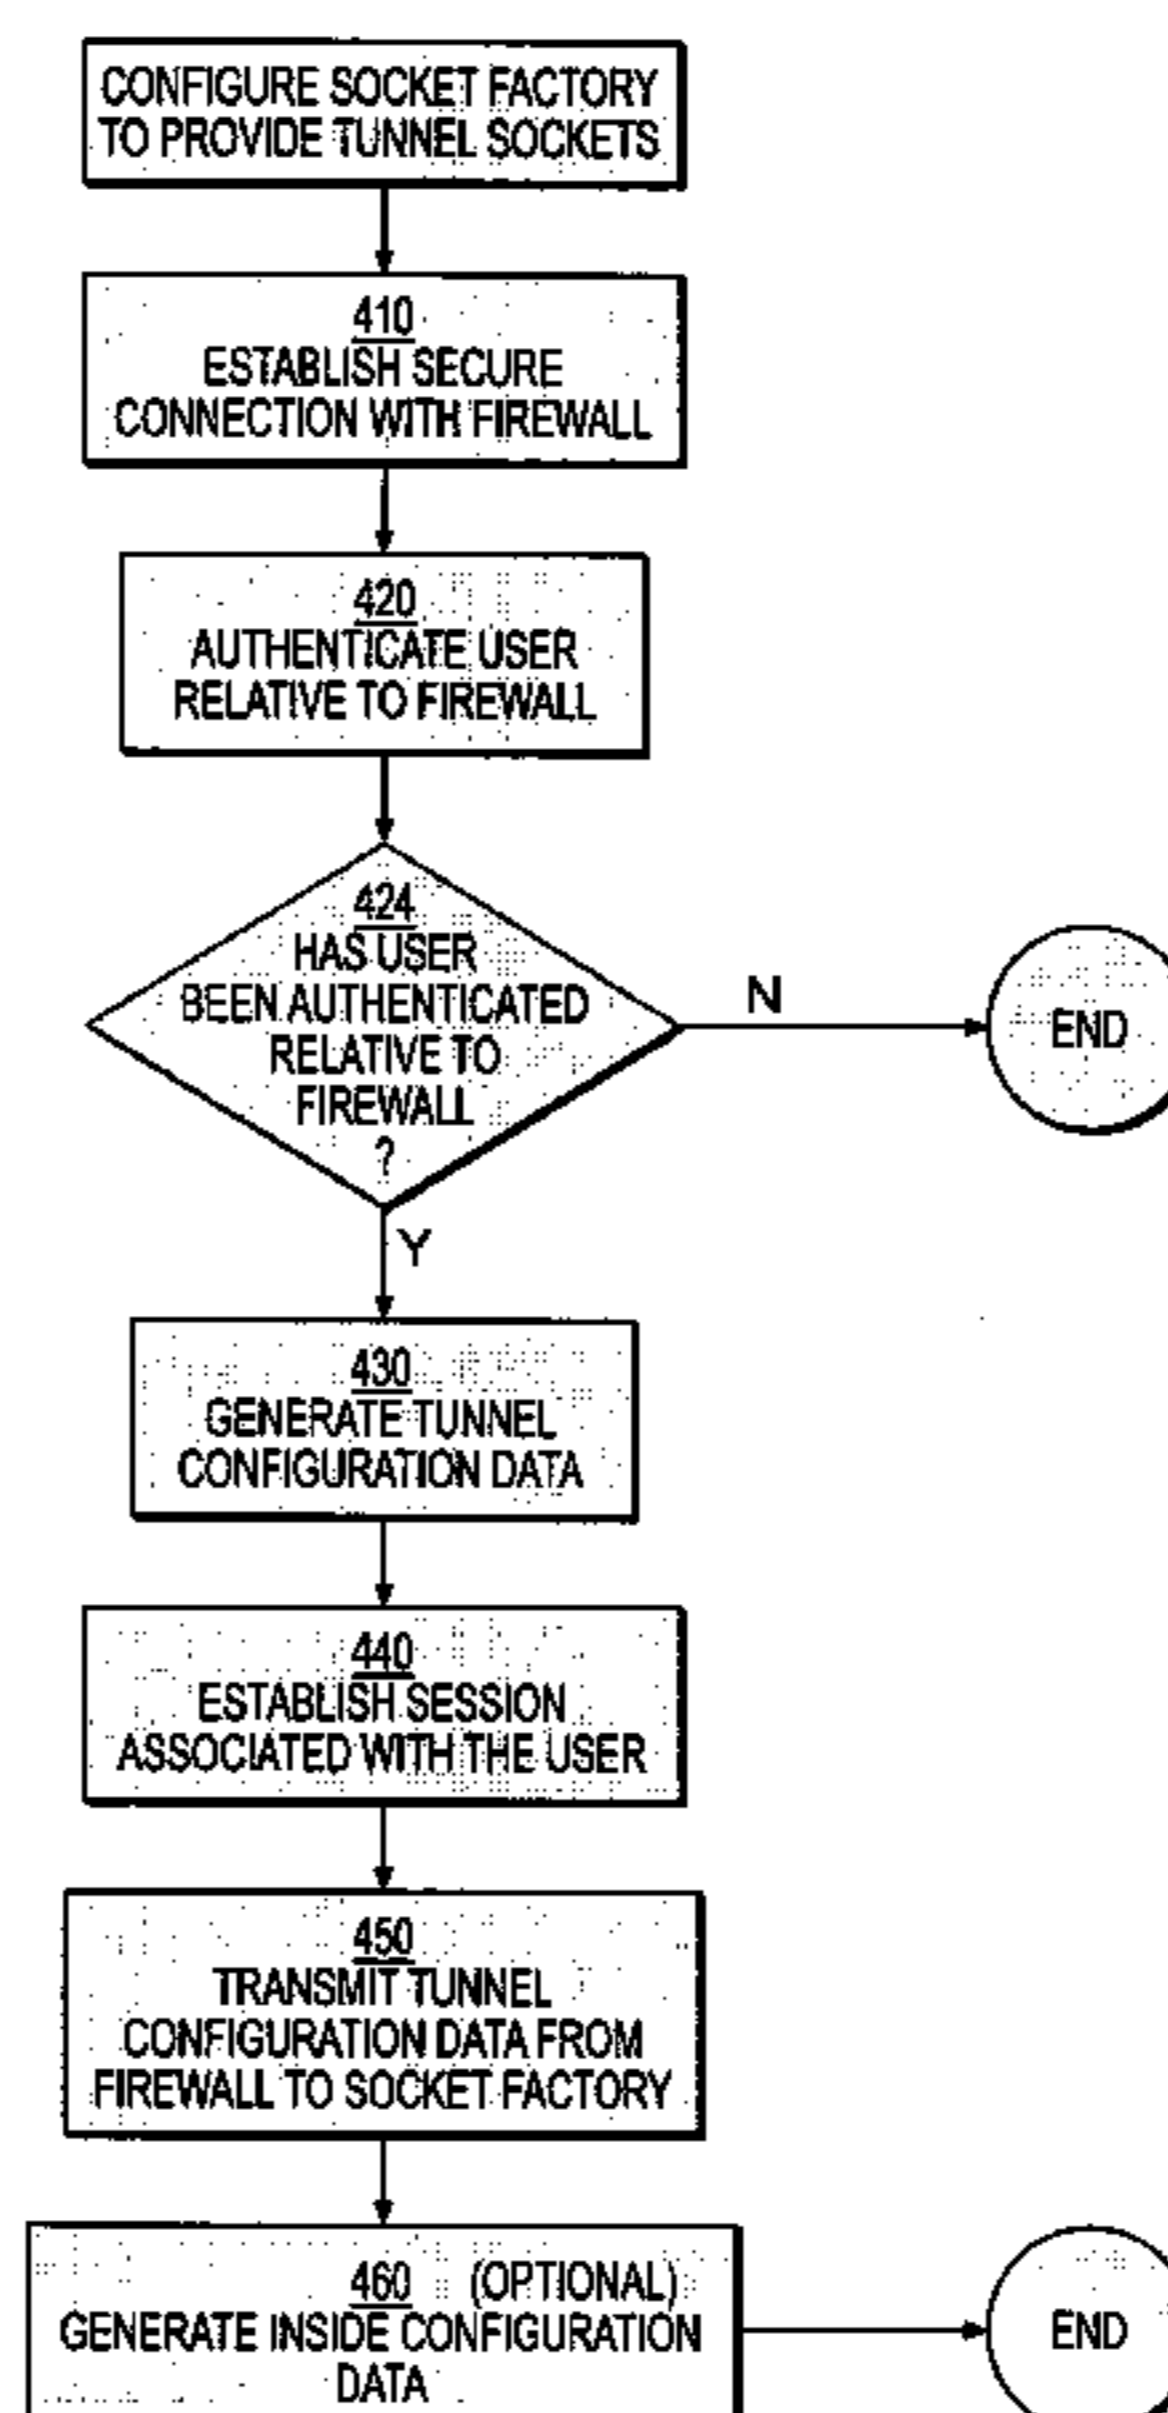 CONFIGURE SOCKET FACTORY
TO PROVIDE TUNNEL SOCKETS
410
ESTABLISH SECURE
CONNECTION WITH FIREWALL
420
AUTHENTICATE USER
RELATIVE TO FIREWALL
424
HAS USER
BEEN AUTHENTICATED
RELATIVE TO
FIREWALL
?
N
END
Y
430
GENERATE TUNNEL
CONFIGURATION DATA
440
ESTABLISH SESSION
ASSOCIATED WITH THE USER
450
TRANSMIT TUNNEL
CONFIGURATION DATA FROM
FIREWALL TO SOCKET FACTORY
460 (OPTIONAL)
GENERATE INSIDE CONFIGURATION
DATA
END